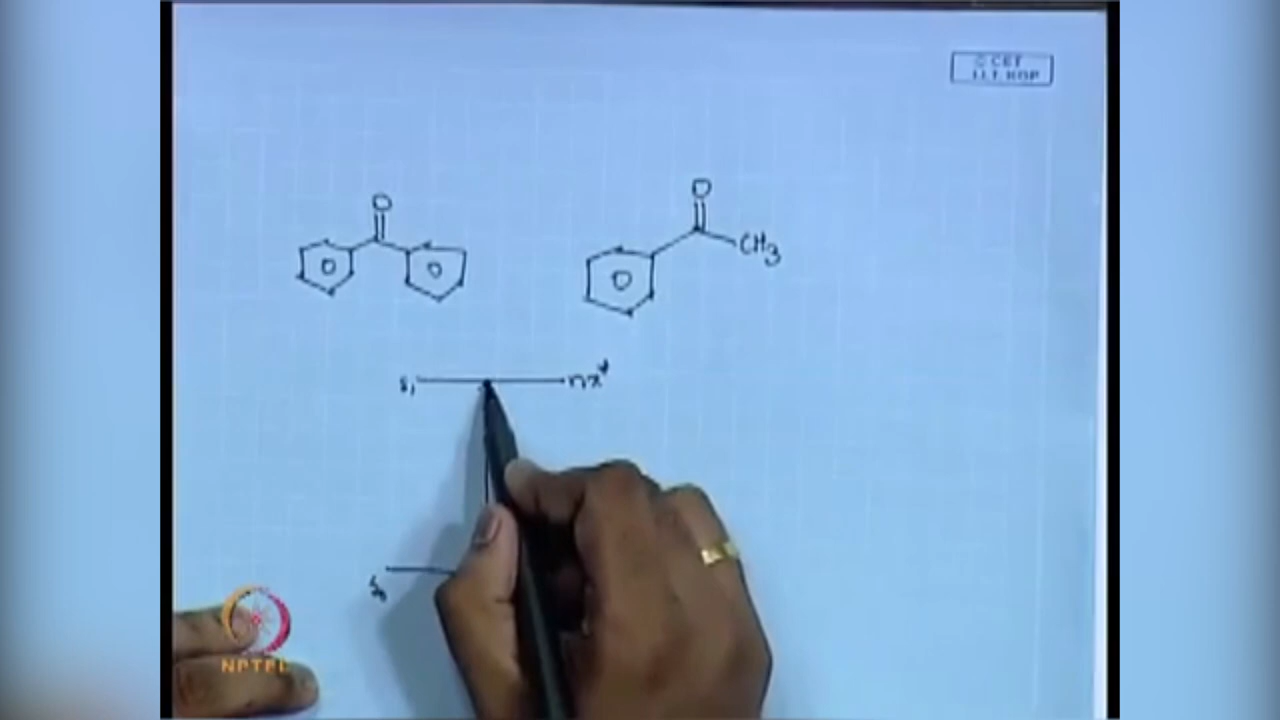 © CET
I.I.T. KGP
O
O
CH3
S1
nπ*
S0
NPTEL